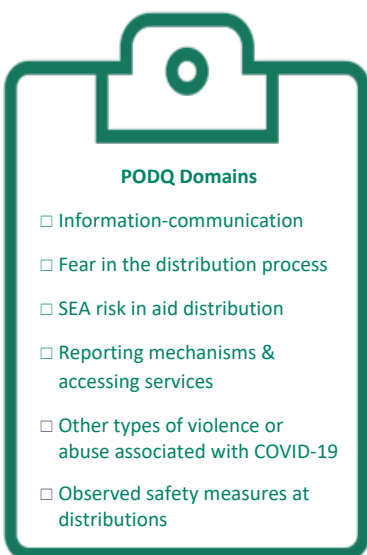 PODQ Domains
□ Information-communication
□ Fear in the distribution process
□ SEA risk in aid distribution
□ Reporting mechanisms &
accessing services
□ Other types of violence or
abuse associated with COVID-19
□ Observed safety measures at
distributions